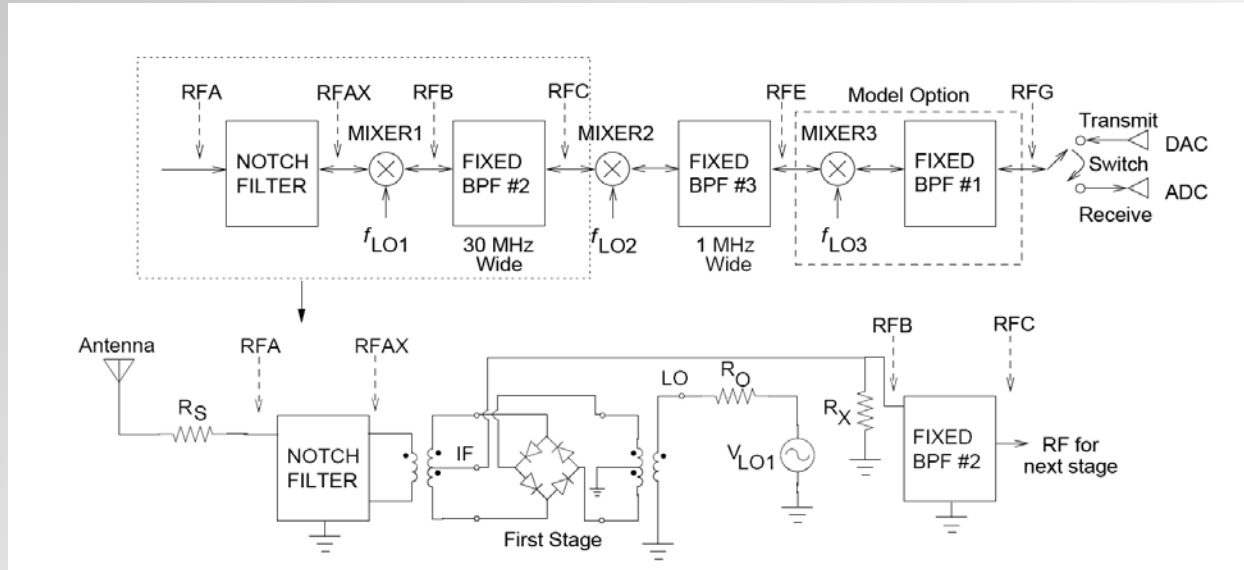 RFA
RFAX
RFB
RFC
RFE
Model Option
RFG
NOTCH
FILTER
MIXER1
FIXED
BPF #2
MIXER2
FIXED
BPF #3
MIXER3
FIXED
BPF #1
Transmit
DAC
Switch
ADC
Receive
fLO1
30 MHz
Wide
fLO2
1 MHz
Wide
fLO3
Antenna
RFA
RFAX
RS
NOTCH
FILTER
IF
First Stage
LO
RO
VLO1
RX
RFB
RFC
FIXED
BPF #2
RF for
next stage